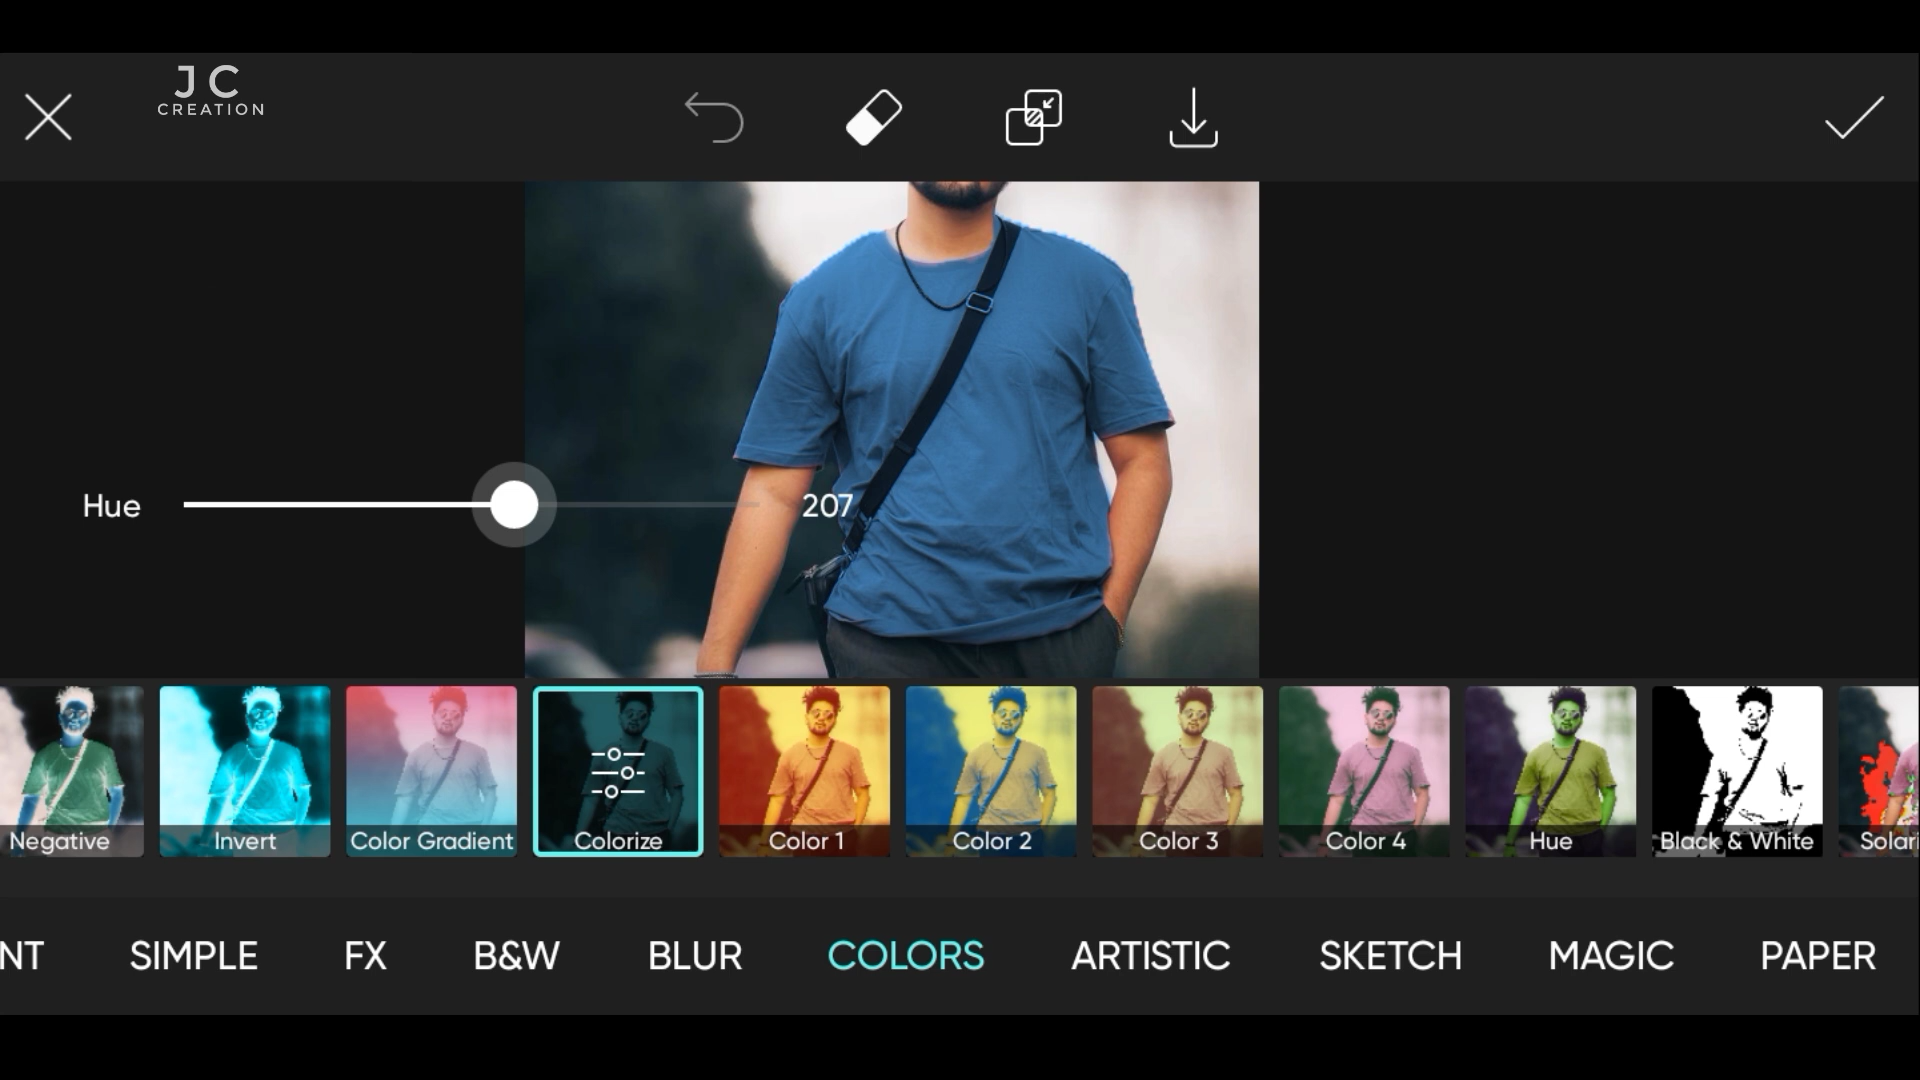 J C
CREATION
Hue 207
Negative Invert Color Gradient Colorize Color 1 Color 2 Color 3 Color 4 Hue Black & White Solari
NT SIMPLE FX B&W BLUR COLORS ARTISTIC SKETCH MAGIC PAPER